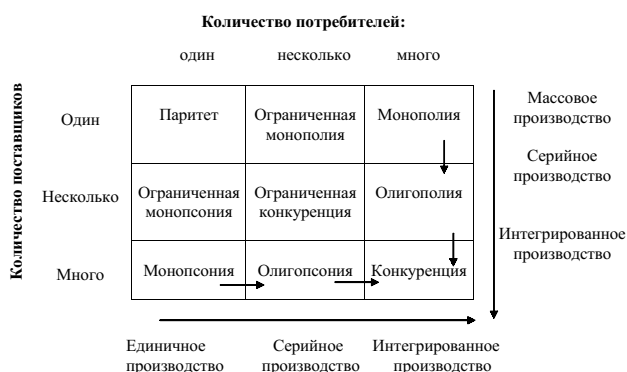 Количество потребителей:
один несколько много
Количество поставщиков
Один
Паритет
Ограниченная
монополия
Монополия
Массовое
производство
Серийное
производство
Несколько
Ограниченная
монопсония
Ограниченная
конкуренция
Олигополия
Интегрированное
производство
Много
Монопсония
Олигопсония
Конкуренция
Единичное
производство
Серийное
производство
Интегрированное
производство